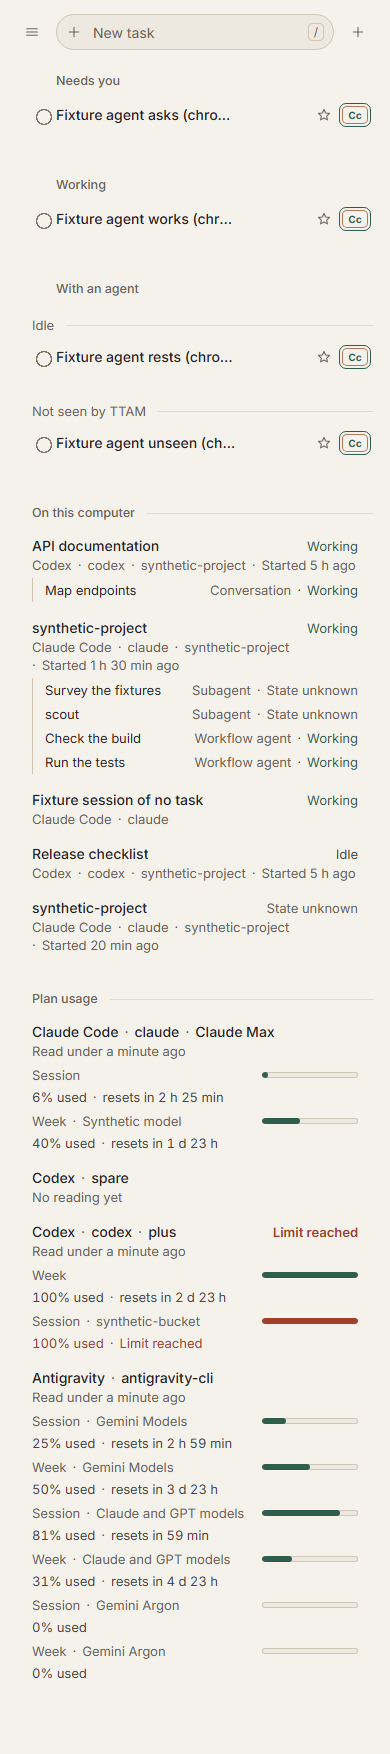 New task /
Needs you
Fixture agent asks (chro... Cc
Working
Fixture agent works (chr... Cc
With an agent
Idle
Fixture agent rests (chro... Cc
Not seen by TTAM
Fixture agent unseen (ch... Cc
On this computer
API documentation Working
Codex · codex · synthetic-project · Started 5 h ago
Map endpoints Conversation · Working
synthetic-project Working
Claude Code · claude · synthetic-project
· Started 1 h 30 min ago
Survey the fixtures Subagent · State unknown
scout Subagent · State unknown
Check the build Workflow agent · Working
Run the tests Workflow agent · Working
Fixture session of no task Working
Claude Code · claude
Release checklist Idle
Codex · codex · synthetic-project · Started 5 h ago
synthetic-project State unknown
Claude Code · claude · synthetic-project
· Started 20 min ago
Plan usage
Claude Code · claude · Claude Max
Read under a minute ago
Session
6% used · resets in 2 h 25 min
Week · Synthetic model
40% used · resets in 1 d 23 h
Codex · spare
No reading yet
Codex · codex · plus Limit reached
Read under a minute ago
Week
100% used · resets in 2 d 23 h
Session · synthetic-bucket
100% used · Limit reached
Antigravity · antigravity-cli
Read under a minute ago
Session · Gemini Models
25% used · resets in 2 h 59 min
Week · Gemini Models
50% used · resets in 3 d 23 h
Session · Claude and GPT models
81% used · resets in 59 min
Week · Claude and GPT models
31% used · resets in 4 d 23 h
Session · Gemini Argon
0% used
Week · Gemini Argon
0% used